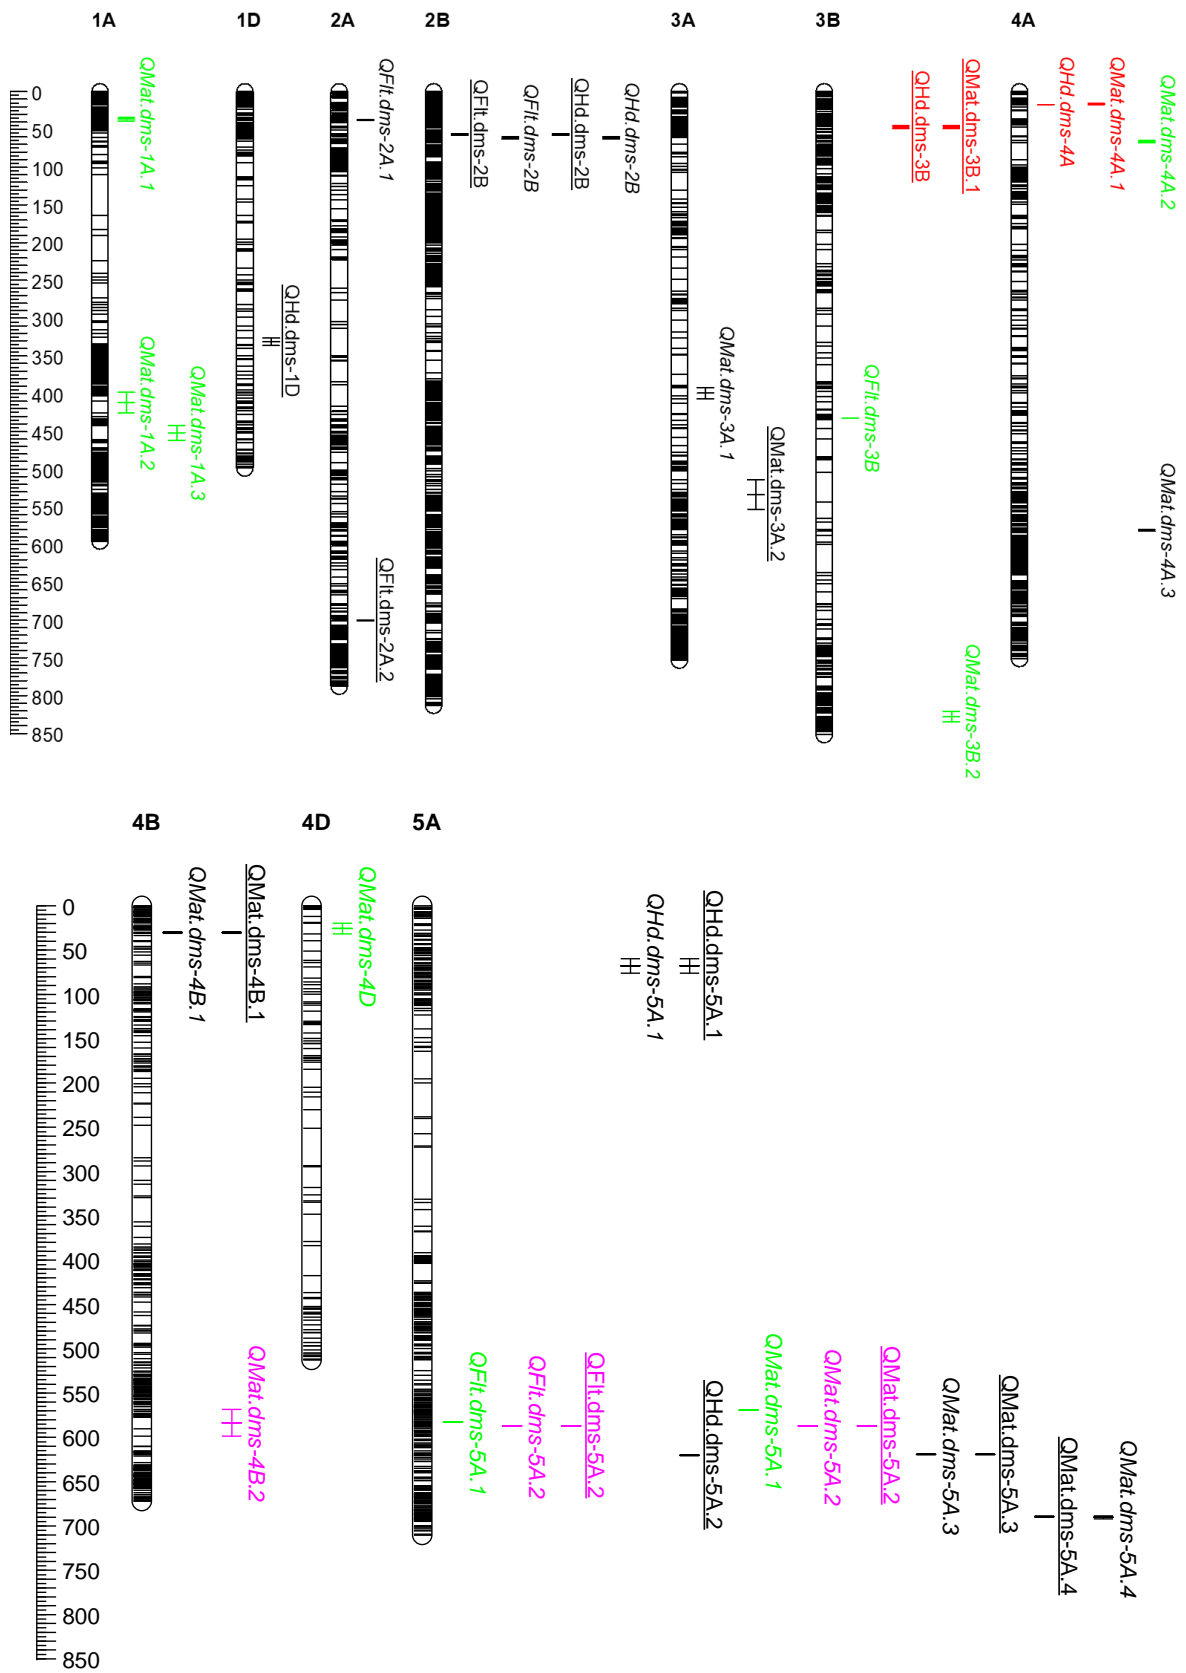 1A
1D
2A
2B
3A
3B
4A
0
50
100
150
200
250
300
350
400
450
500
550
600
650
700
750
800
850
QMat.dms-1A.1
QMat.dms-1A.2
QMat.dms-1A.3
QHd.dms-1D
QFlt.dms-2A.1
QFlt.dms-2A.2
QFlt.dms-2B
QFlt.dms-2B
QHd.dms-2B
QHd.dms-2B
QMat.dms-3A.1
QMat.dms-3A.2
QFlt.dms-3B
QHd.dms-3B
QMat.dms-3B.1
QMat.dms-3B.2
QHd.dms-4A
QMat.dms-4A.1
QMat.dms-4A.2
QMat.dms-4A.3
4B
4D
5A
0
50
100
150
200
250
300
350
400
450
500
550
600
650
700
750
800
850
QMat.dms-4B.1
QMat.dms-4B.1
QMat.dms-4B.2
QMat.dms-4D
QFlt.dms-5A.1
QFlt.dms-5A.2
QFlt.dms-5A.2
QHd.dms-5A.1
QHd.dms-5A.1
QHd.dms-5A.2
QMat.dms-5A.1
QMat.dms-5A.2
QMat.dms-5A.2
QMat.dms-5A.3
QMat.dms-5A.3
QMat.dms-5A.4
QMat.dms-5A.4